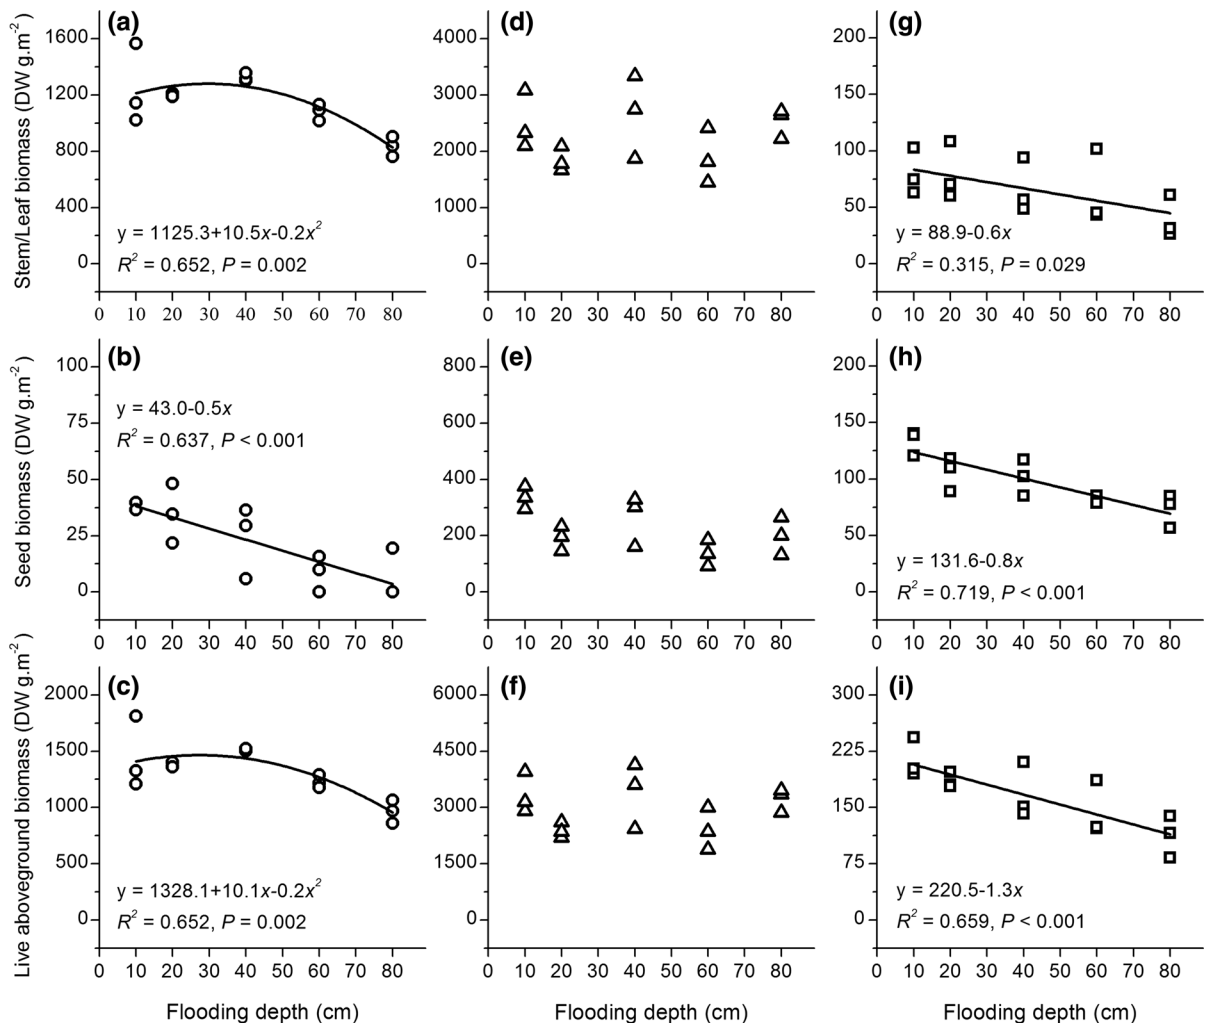 (a)
Stem/Leaf biomass (DW g.m⁻²)
1600
1200
800
400
0
y = 1125.3+10.5x-0.2x²
R² = 0.652, P = 0.002
0 10 20 30 40 50 60 70 80
(d)
4000
3000
2000
1000
0
0 10 20 30 40 50 60 70 80
(g)
200
150
100
50
0
y = 88.9-0.6x
R² = 0.315, P = 0.029
0 10 20 30 40 50 60 70 80
(b)
Seed biomass (DW g.m⁻²)
100
75
50
25
0
y = 43.0-0.5x
R² = 0.637, P < 0.001
0 10 20 30 40 50 60 70 80
(e)
800
600
400
200
0
0 10 20 30 40 50 60 70 80
(h)
200
150
100
50
0
y = 131.6-0.8x
R² = 0.719, P < 0.001
0 10 20 30 40 50 60 70 80
(c)
Live aboveground biomass (DW g.m⁻²)
2000
1500
1000
500
0
y = 1328.1+10.1x-0.2x²
R² = 0.652, P = 0.002
0 10 20 30 40 50 60 70 80
Flooding depth (cm)
(f)
6000
4500
3000
1500
0
0 10 20 30 40 50 60 70 80
Flooding depth (cm)
(i)
300
225
150
75
0
y = 220.5-1.3x
R² = 0.659, P < 0.001
0 10 20 30 40 50 60 70 80
Flooding depth (cm)